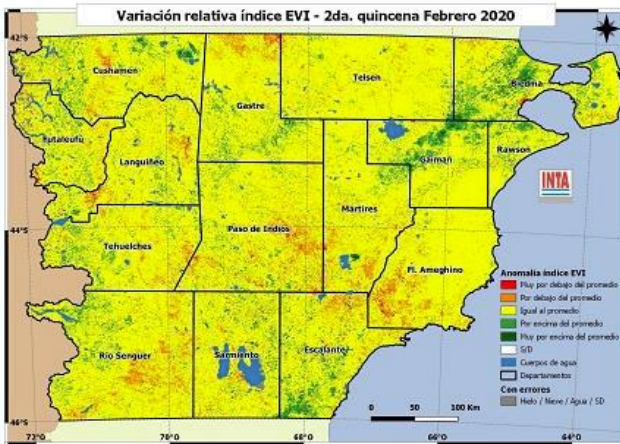 Variación relativa índice EVI - 2da. quincena Febrero 2020
42°S
Cushamen
Telsen
Biedma
Gastre
Futaleufú
Languiñeo
Gaiman
Rawson
INTA
Mártires
44°S
Paso de Indios
Tehuelches
Fl. Ameghino
Anomalía índice EVI
Muy por debajo del promedio
Por debajo del promedio
Igual al promedio
Por encima del promedio
Muy por encima del promedio
S/D
Cuerpos de agua
Departamentos
Con errores
Hielo / Nieve / Agua / SD
Río Senguer
Sarmiento
Escalante
0 50 100 Km
46°S
72°O 70°O 68°O 66°O 64°O